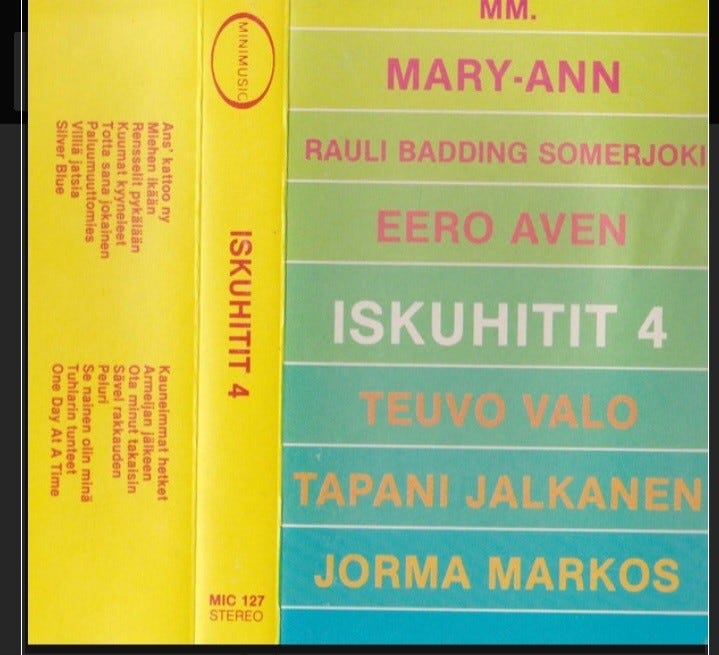 MM.
MARY-ANN
RAULI BADDING SOMERJOKI
EERO AVEN
ISKUHITIT 4
TEUVO VALO
TAPANI JALKANEN
JORMA MARKOS
MINIMUSIC
ISKUHITIT 4
MIC 127
STEREO
Ans' kattoo ny
Miehen ikään
Rensselit pykälään
Kuumat kyyneleet
Totta sana jokainen
Paluumuuttomies
Villiä jatsia
Silver Blue
Kauneimmat hetket
Armeijan jälkeen
Ota minut takaisin
Sävel rakkauden
Peluri
Se nainen olin minä
Tuhlarin tunteet
One Day At A Time